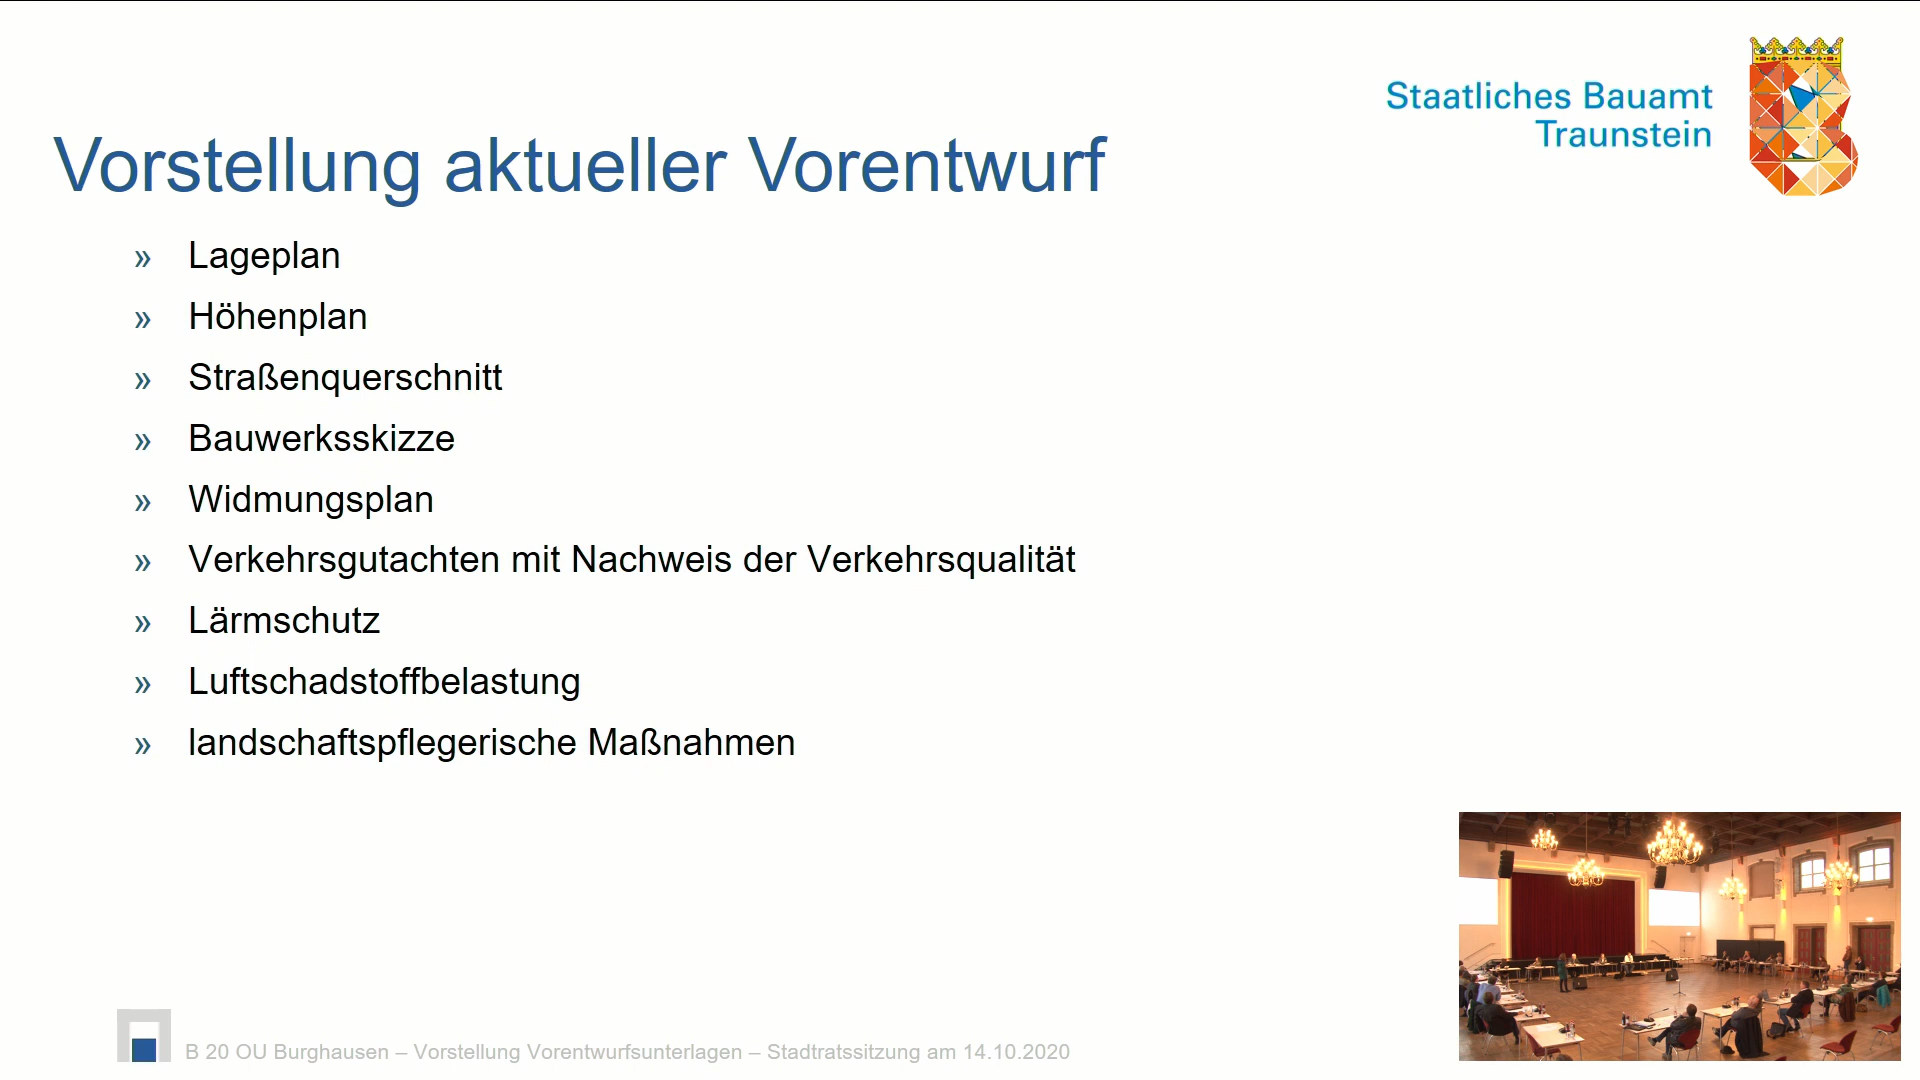 Staatliches Bauamt
Traunstein
Vorstellung aktueller Vorentwurf
» Lageplan
» Höhenplan
» Straßenquerschnitt
» Bauwerksskizze
» Widmungsplan
» Verkehrsgutachten mit Nachweis der Verkehrsqualität
» Lärmschutz
» Luftschadstoffbelastung
» landschaftspflegerische Maßnahmen
B 20 OU Burghausen – Vorstellung Vorentwurfsunterlagen – Stadtratssitzung am 14.10.2020